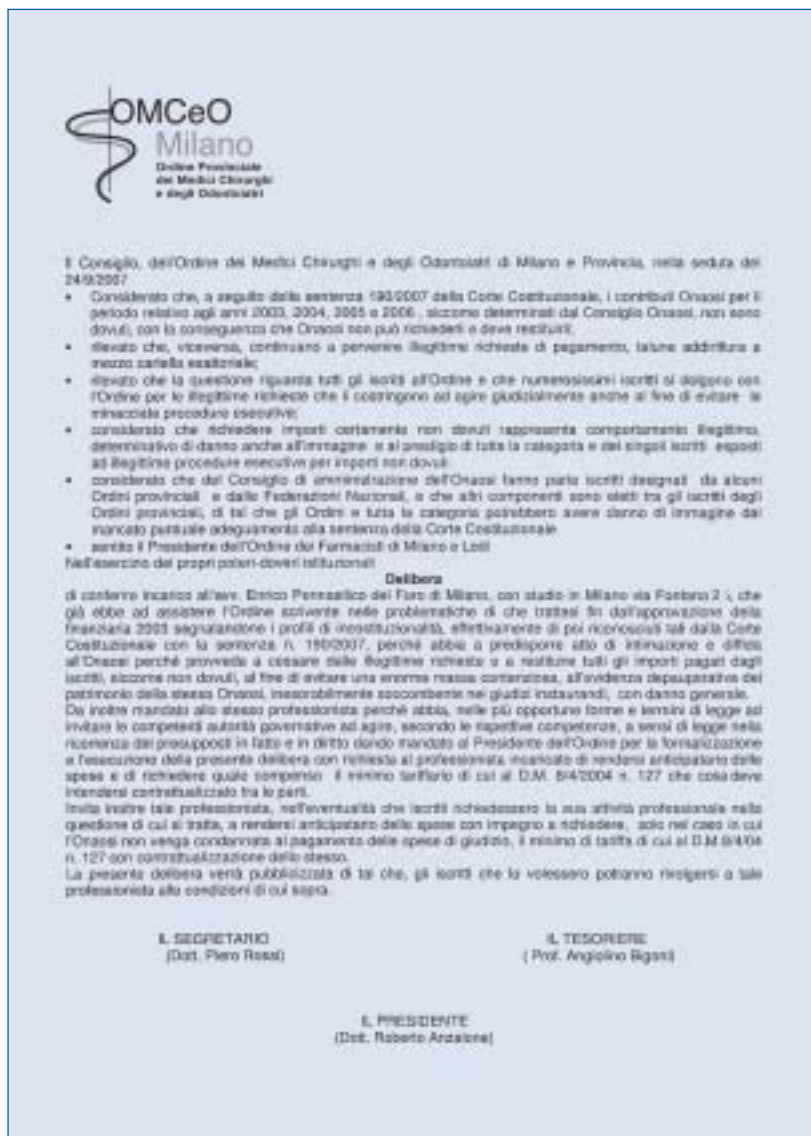 OMCeO
Milano
Ordine Provinciale
dei Medici Chirurghi
e degli Odontoiatri
Il Consiglio, dell'Ordine dei Medici Chirurghi e degli Odontoiatri di Milano e Provincia, nella seduta del
24/9/2007
• Considerato che, a seguito della sentenza 190/2007 della Corte Costituzionale, i contributi Onaosi per il
periodo relativo agli anni 2003, 2004, 2005 e 2006 , siccome determinati dal Consiglio Onaosi, non sono
dovuti, con la conseguenza che Onaosi non può richiederli e deve restituirli;
• rilevato che, viceversa, continuano a pervenire illegittime richieste di pagamento, talune addirittura a
mezzo cartella esattoriale;
• rilevato che la questione riguarda tutti gli iscritti all'Ordine e che numerosissimi iscritti si dolgono con
l'Ordine per le illegittime richieste che li costringono ad agire giudizialmente anche al fine di evitare le
minacciate procedure esecutive;
• considerato che richiedere importi certamente non dovuti rappresenta comportamento illegittimo,
determinativo di danno anche all'immagine e al prestigio di tutta la categoria e dei singoli iscritti esposti
ad illegittime procedure esecutive per importi non dovuti.
• considerato che del Consiglio di amministrazione dell'Onaosi fanno parte iscritti designati da alcuni
Ordini provinciali e dalle Federazioni Nazionali, e che altri componenti sono eletti tra gli iscritti degli
Ordini provinciali, di tal che gli Ordini e tutta la categoria potrebbero avere danno di immagine dal
mancato puntuale adeguamento alla sentenza della Corte Costituzionale
• sentito il Presidente dell'Ordine dei Farmacisti di Milano e Lodi
Nell'esercizio dei propri poteri-doveri istituzionali
Delibera
di conferire incarico all'avv. Enrico Pennasilico del Foro di Milano, con studio in Milano via Fontana 2 che
già ebbe ad assistere l'Ordine scrivente nelle problematiche di che trattasi fin dall'approvazione della
finanziaria 2003 segnalandone i profili di incostituzionalità, effettivamente di poi riconosciuti tali dalla Corte
Costituzionale con la sentenza n. 190/2007, perché abbia a predisporre atto di intimazione e diffida
all'Onaosi perché provveda a cessare dalle illegittime richieste e a restituire tutti gli importi pagati dagli
iscritti, siccome non dovuti, al fine di evitare una enorme massa contenziosa, all'evidenza depauperativa del
patrimonio della stessa Onaosi, inesorabilmente soccombente nei giudizi instaurandi, con danno generale.
Da inoltre mandato allo stesso professionista perché abbia, nelle più opportune forme e termini di legge ad
invitare le competenti autorità governative ad agire, secondo le rispettive competenze, a sensi di legge nella
ricorrenza dei presupposti in fatto e in diritto dando mandato al Presidente dell'Ordine per la formalizzazione
e l'esecuzione della presente delibera con richiesta al professionista incaricato di rendersi anticipatario delle
spese e di richiedere quale compenso il minimo tariffario di cui al D.M. 8/4/2004 n. 127 che cosa deve
intendersi contrattualizzato tra le parti.
Invita inoltre tale professionista, nell'eventualità che iscritti richiedessero la sua attività professionale nella
questione di cui si tratta, a rendersi anticipatario delle spese con impegno a richiedere, solo nel caso in cui
l'Onaosi non venga condannata al pagamento delle spese di giudizio, il minimo di tariffa di cui al D.M 8/4/04
n. 127 con contrattualizzazione dello stesso.
La presente delibera verrà pubblicizzata di tal che, gli iscritti che lo volessero potranno rivolgersi a tale
professionista alle condizioni di cui sopra.
IL SEGRETARIO
(Dott. Piero Rossi)
IL TESORIERE
( Prof. Angiolino Bigoni)
IL PRESIDENTE
(Dott. Roberto Anzalone)